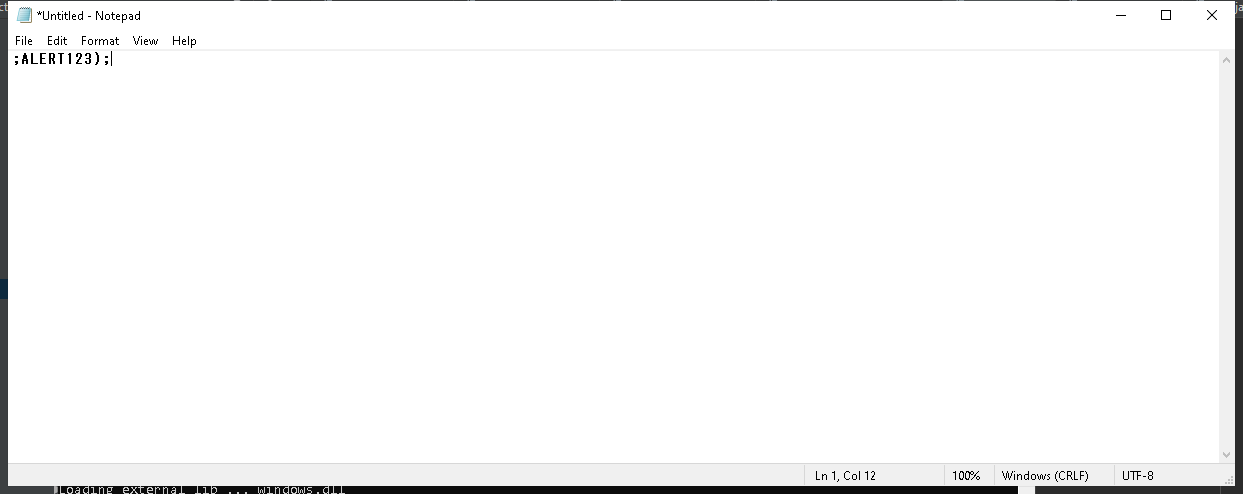 *Untitled - Notepad
File Edit Format View Help
;ALERT123);
Ln 1, Col 12 100% Windows (CRLF) UTF-8
Loading external lib ... windows.dll